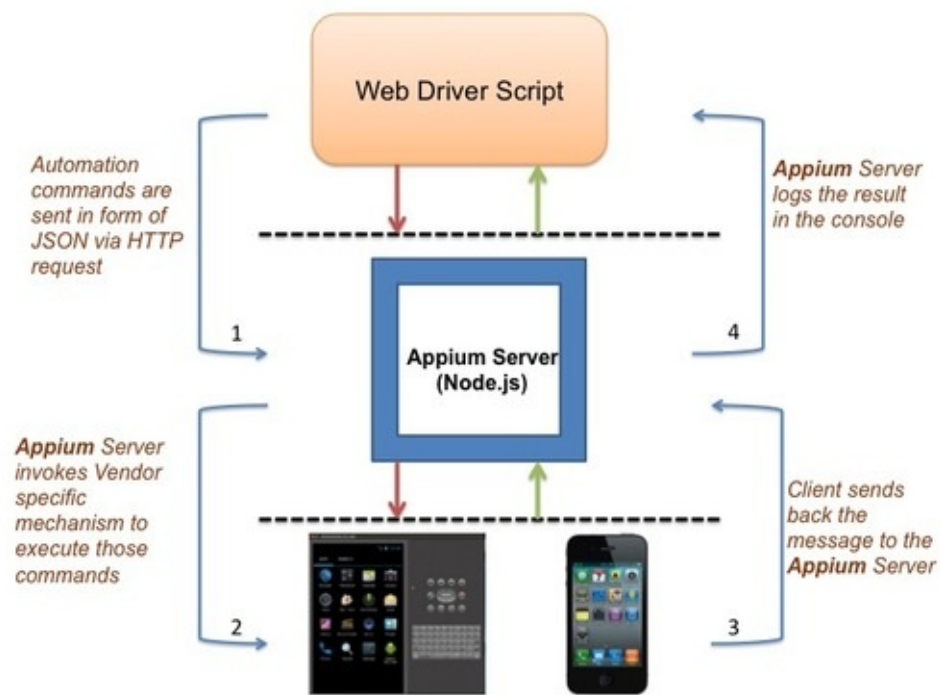 Web Driver Script
Automation
commands are
sent in form of
JSON via HTTP
request
1
Appium Server
logs the result
in the console
4
Appium Server
(Node.js)
Appium Server
invokes Vendor
specific
mechanism to
execute those
commands
2
Client sends
back the
message to the
Appium Server
3